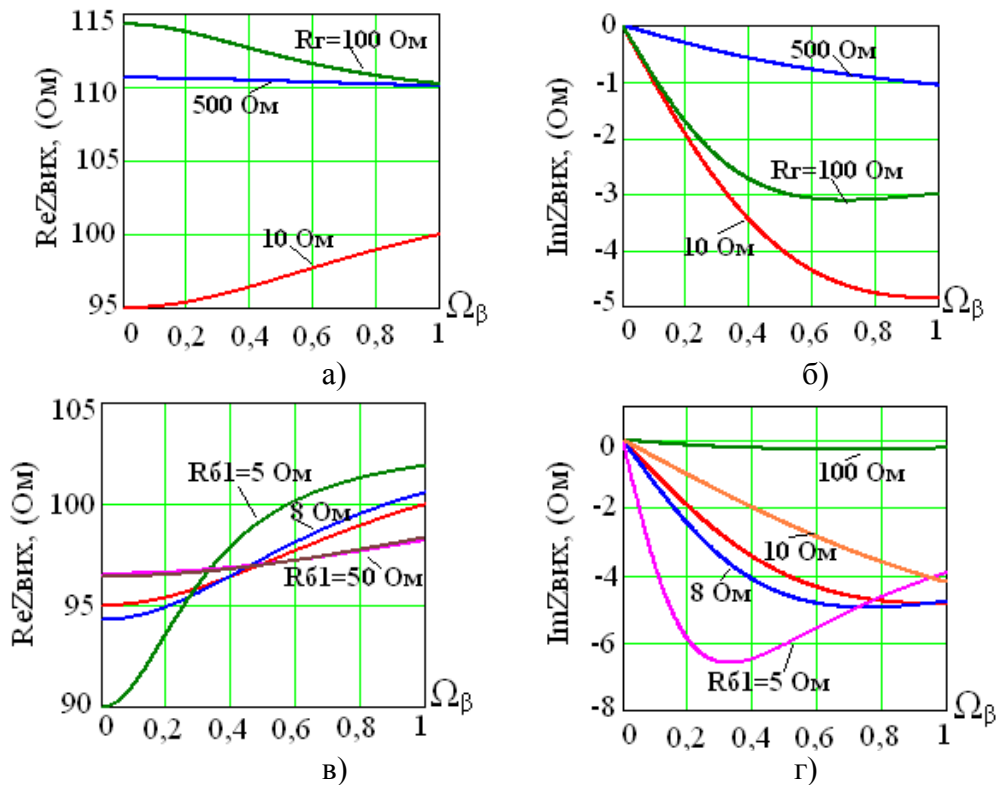 115
110
105
100
95
ReZвих, (Ом)
Rг=100 Ом
500 Ом
10 Ом
0
0,2
0,4
0,6
0,8
1
Ωβ
а)
0
-1
-2
-3
-4
-5
ImZвих, (Ом)
500 Ом
Rг=100 Ом
10 Ом
0
0,2
0,4
0,6
0,8
1
Ωβ
б)
105
100
95
90
ReZвих, (Ом)
Rб1=5 Ом
8 Ом
Rб1=50 Ом
0
0,2
0,4
0,6
0,8
1
Ωβ
в)
0
-2
-4
-6
-8
ImZвих, (Ом)
100 Ом
10 Ом
8 Ом
Rб1=5 Ом
0
0,2
0,4
0,6
0,8
1
Ωβ
г)